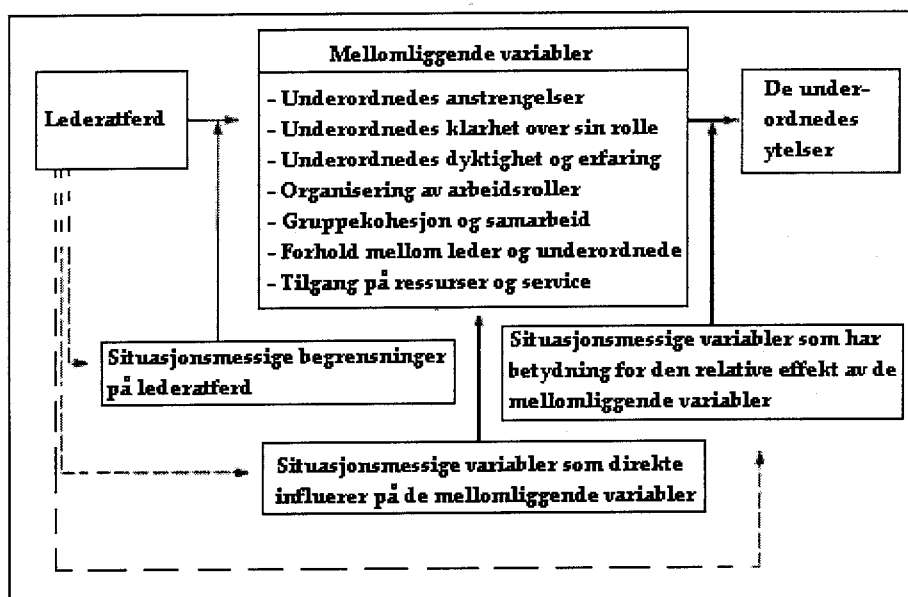 Mellomliggende variabler
Lederatferd
- Underordnedes anstrengelser
- Underordnedes klarhet over sin rolle
- Underordnedes dyktighet og erfaring
- Organisering av arbeidsroller
- Gruppekohesjon og samarbeid
- Forhold mellom leder og underordnede
- Tilgang på ressurser og service
De under-
ordnedes
ytelser
Situasjonsmessige begrensninger
på lederatferd
Situasjonsmessige variabler som har
betydning for den relative effekt av de
mellomliggende variabler
Situasjonsmessige variabler som direkte
influerer på de mellomliggende variabler